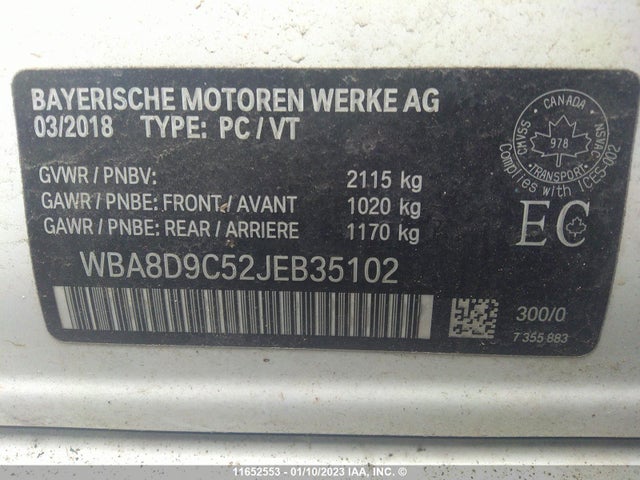 BAYERISCHE MOTOREN WERKE AG
03/2018 TYPE: PC / VT
GVWR / PNBV: 2115 kg
GAWR / PNBE: FRONT / AVANT 1020 kg
GAWR / PNBE: REAR / ARRIERE 1170 kg
CANADA
CMVSS
NSVAC
978
TRANSPORT
Complies with ICES-002
EC
WBA8D9C52JEB35102
300/0
7 355 883
11652553 - 01/10/2023 IAA, Inc.